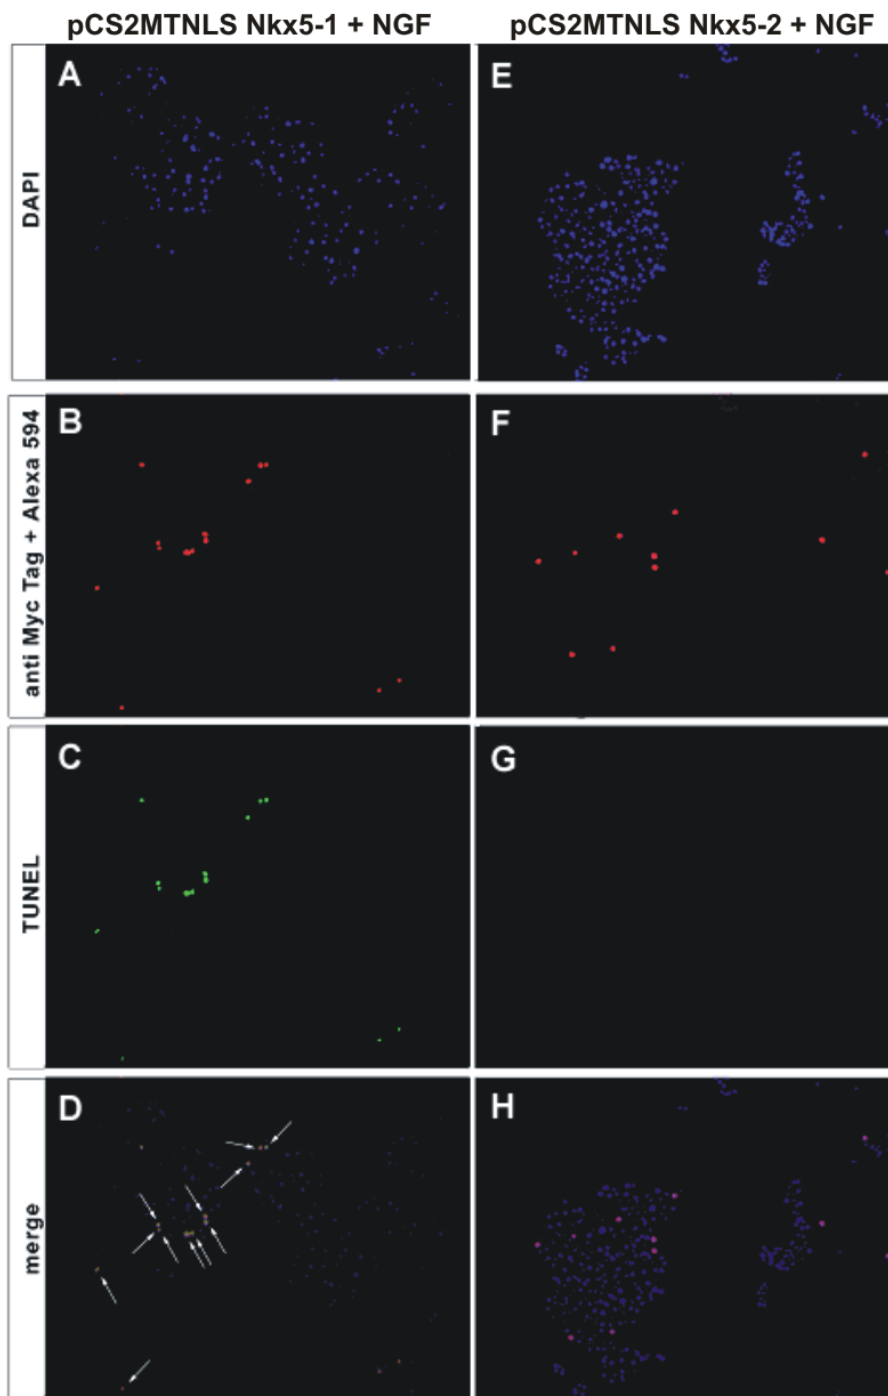 pCS2MTNLS Nkx5-1 + NGF
pCS2MTNLS Nkx5-2 + NGF
DAPI
A
E
anti Myc Tag + Alexa 594
B
F
TUNEL
C
G
merge
D
H